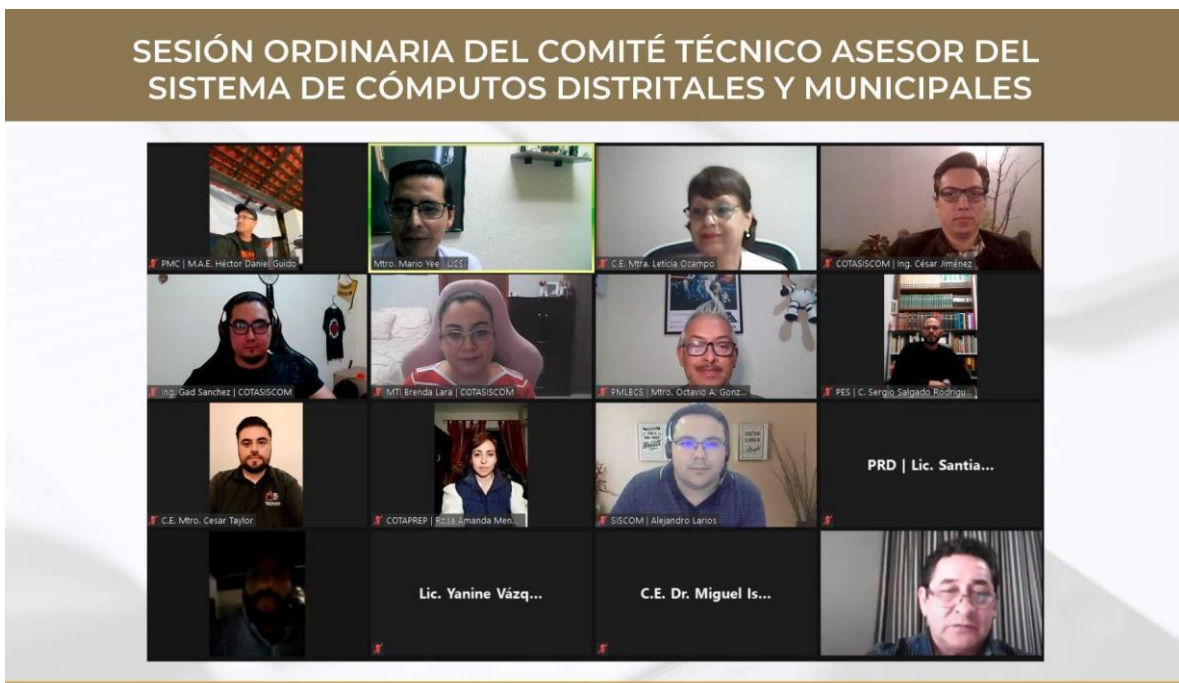 SESIÓN ORDINARIA DEL COMITÉ TÉCNICO ASESOR DEL
SISTEMA DE CÓMPUTOS DISTRITALES Y MUNICIPALES
PMC | M.A.E. Héctor Daniel Guido
Mtro. Mario Yee | UCS
C.E. Mtra. Leticia Ocampo
COTASISCOM | Ing. César Jiménez
Ing. Gad Sanchez | COTASISCOM
MTI Brenda Lara | COTASISCOM
PMLBCS | Mtro. Octavio A. Gonz...
PES | C. Sergio Salgado Rodrígu...
C.E. Mtro. Cesar Taylor
COTAPREP | Rosa Amanda Men...
SISCOM | Alejandro Larios
PRD | Lic. Santia...
Lic. Yanine Vázq...
C.E. Dr. Miguel Is...